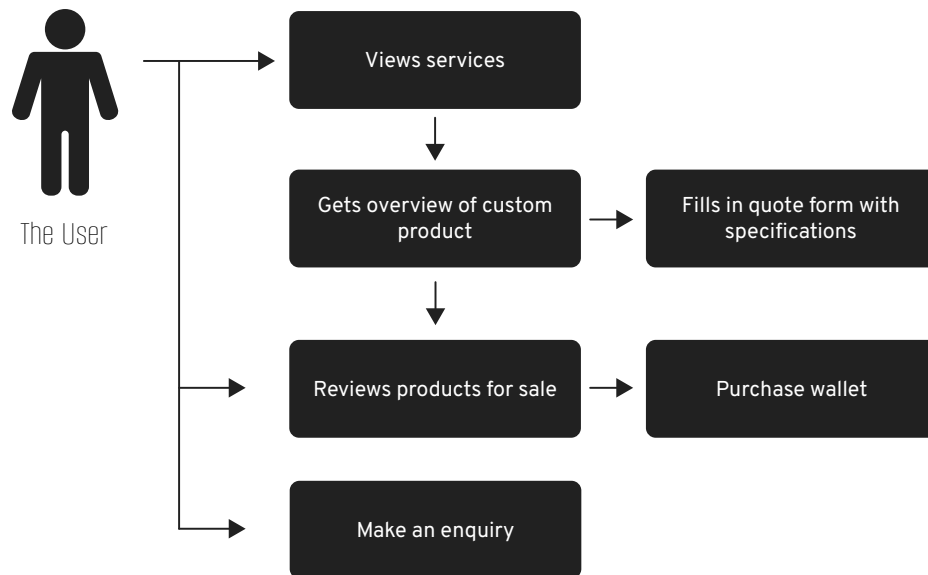 Views services
The User
Gets overview of custom
product
Fills in quote form with
specifications
Reviews products for sale
Purchase wallet
Make an enquiry